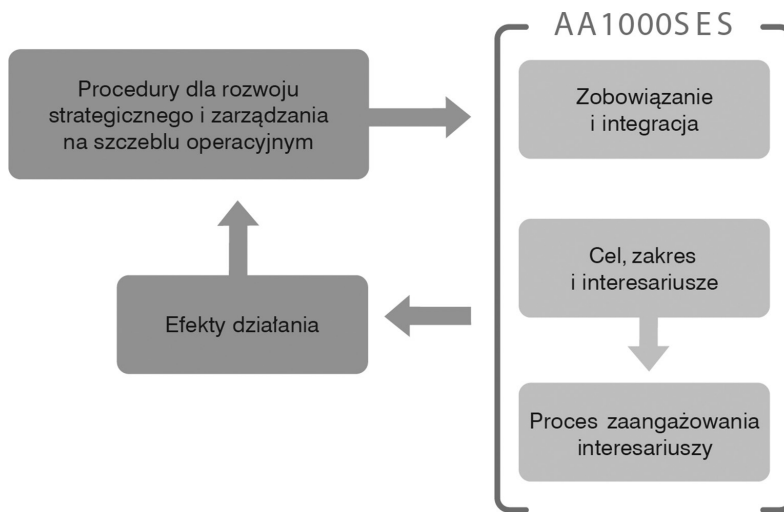 AA1000SES
Procedury dla rozwoju
strategicznego i zarządzania
na szczeblu operacyjnym
Zobowiązanie
i integracja
Cel, zakres
i interesariusze
Efekty działania
Proces zaangażowania
interesariuszy